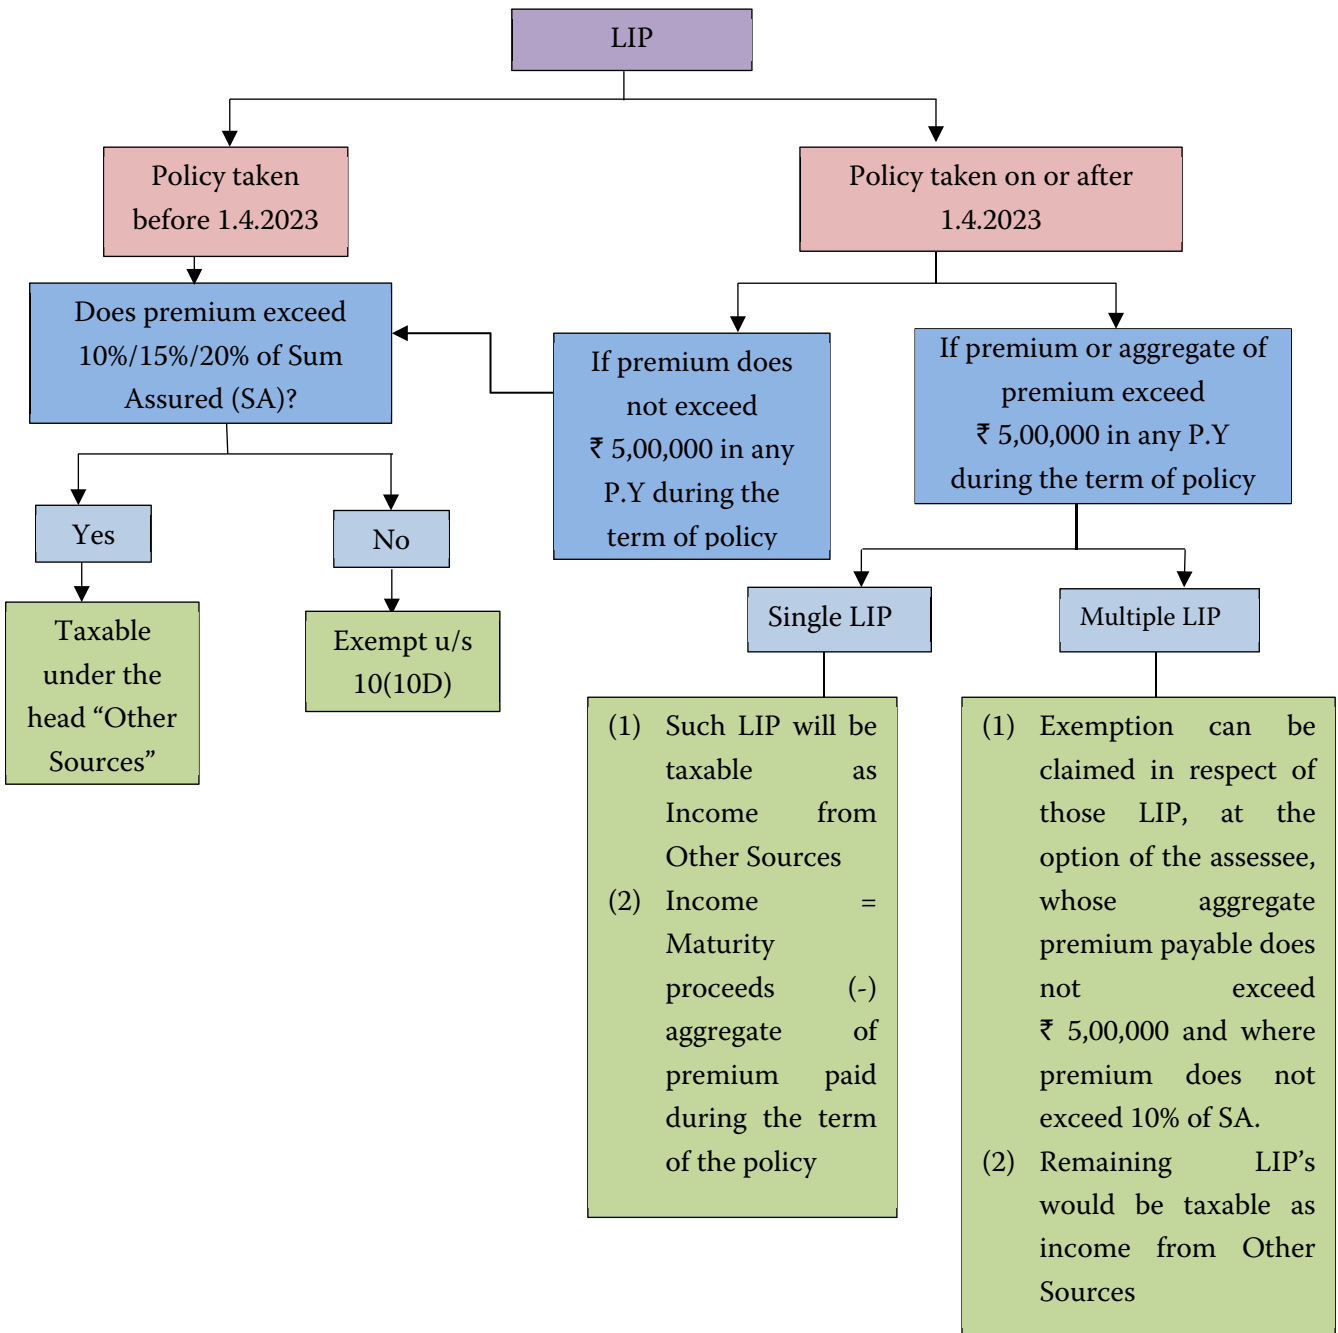 LIP
Policy taken
before 1.4.2023
Policy taken on or after
1.4.2023
Does premium exceed
10%/15%/20% of Sum
Assured (SA)?
If premium does
not exceed
₹ 5,00,000 in any
P.Y during the
term of policy
If premium or aggregate of
premium exceed
₹ 5,00,000 in any P.Y
during the term of policy
Yes
No
Taxable
under the
head “Other
Sources”
Exempt u/s
10(10D)
Single LIP
Multiple LIP
(1) Such LIP will be
taxable as
Income from
Other Sources
(2) Income =
Maturity
proceeds (-)
aggregate of
premium paid
during the term
of the policy
(1) Exemption can be
claimed in respect of
those LIP, at the
option of the assessee,
whose aggregate
premium payable does
not exceed
₹ 5,00,000 and where
premium does not
exceed 10% of SA.
(2) Remaining LIP’s
would be taxable as
income from Other
Sources